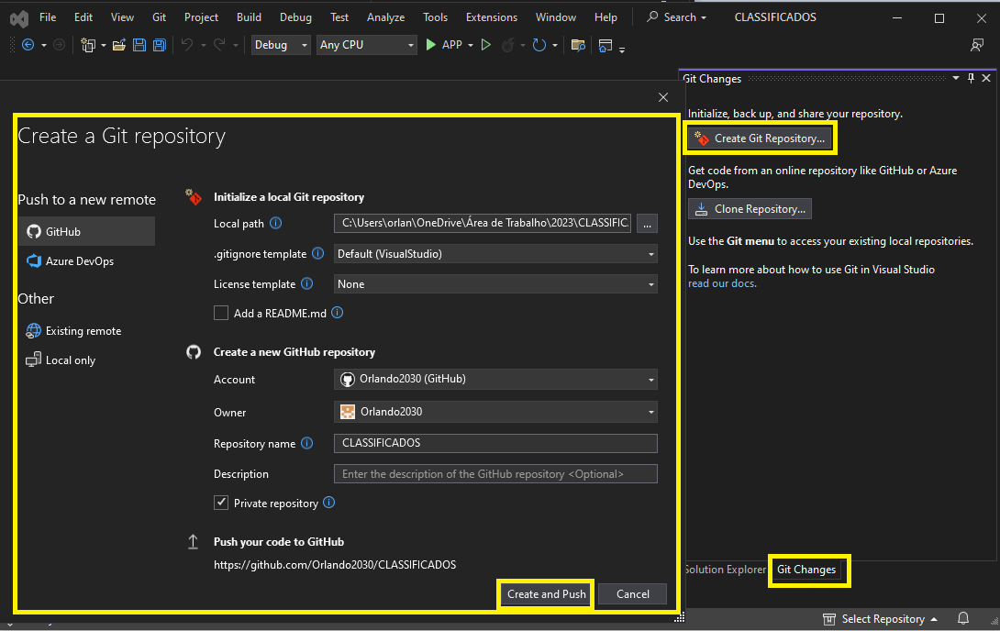 File Edit View Git Project Build Debug Test Analyze Tools Extensions Window Help Search CLASSIFICADOS
Debug Any CPU APP
Git Changes
Initialize, back up, and share your repository.
Create Git Repository...
Get code from an online repository like GitHub or Azure
DevOps.
Clone Repository...
Use the Git menu to access your existing local repositories.
To learn more about how to use Git in Visual Studio
read our docs.
Create a Git repository
Push to a new remote
GitHub
Azure DevOps
Other
Existing remote
Local only
Initialize a local Git repository
Local path C:\Users\orlan\OneDrive\Área de Trabalho\2023\CLASSIFIC. ...
.gitignore template Default (VisualStudio)
License template None
Add a README.md
Create a new GitHub repository
Account Orlando2030 (GitHub)
Owner Orlando2030
Repository name CLASSIFICADOS
Description Enter the description of the GitHub repository <Optional>
Private repository
Push your code to GitHub
https://github.com/Orlando2030/CLASSIFICADOS
Create and Push Cancel
Solution Explorer Git Changes
Select Repository